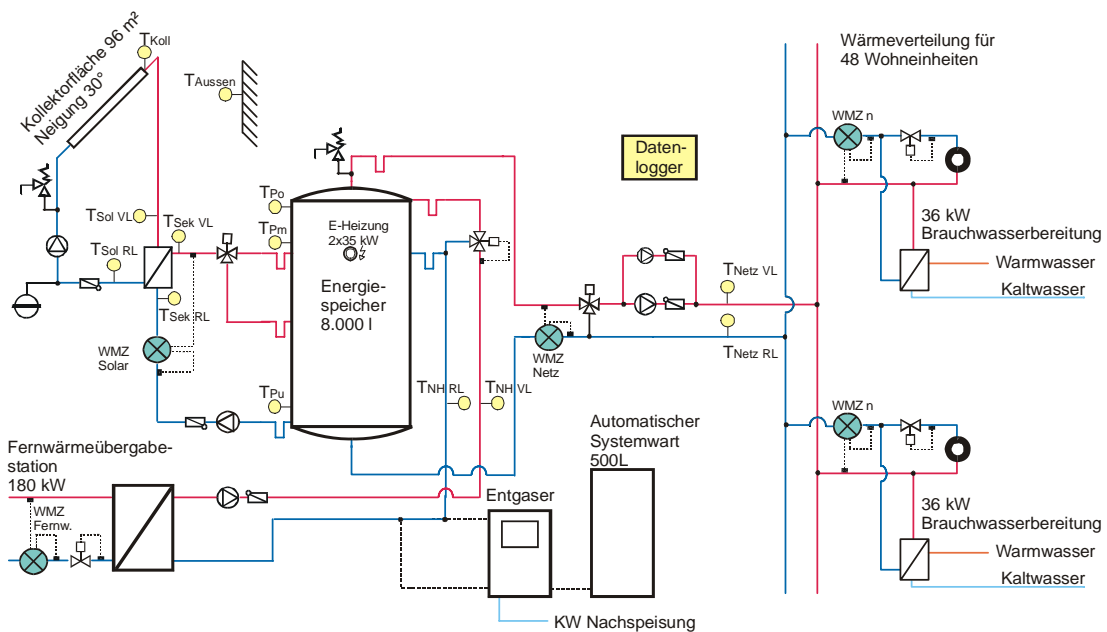 Kollektorfläche 96 m²
Neigung 30°
TKoll
TAussen
Wärmeverteilung für
48 Wohneinheiten
WMZ n
Daten-
logger
TPo
TPm
E-Heizung
2x35 kW
Energie-
speicher
8.000 l
TSol VL
TSek VL
TSol RL
TSek RL
WMZ
Solar
TPu
TNH RL
TNH VL
WMZ
Netz
TNetz VL
TNetz RL
36 kW
Brauchwasserbereitung
Warmwasser
Kaltwasser
WMZ n
36 kW
Brauchwasserbereitung
Warmwasser
Kaltwasser
Automatischer
Systemwart
500L
Entgaser
Fernwärmeübergabe-
station
180 kW
WMZ
Fernw.
KW Nachspeisung